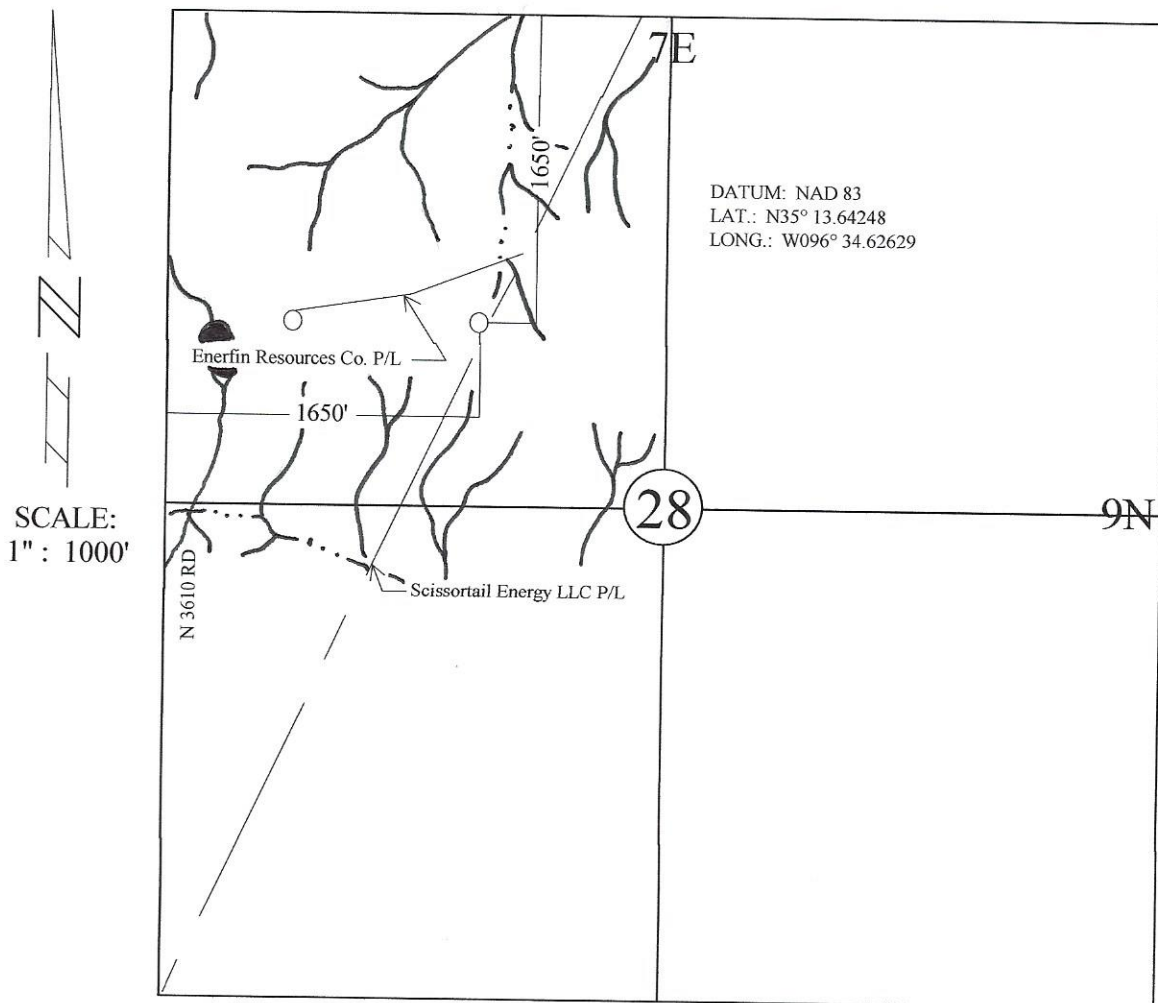 7E
1650'
DATUM: NAD 83
LAT.: N35° 13.64248
LONG.: W096° 34.62629
N
Enerfin Resources Co. P/L
1650'
SCALE:
1" : 1000'
28
9N
N 3610 RD
Scissortail Energy LLC P/L